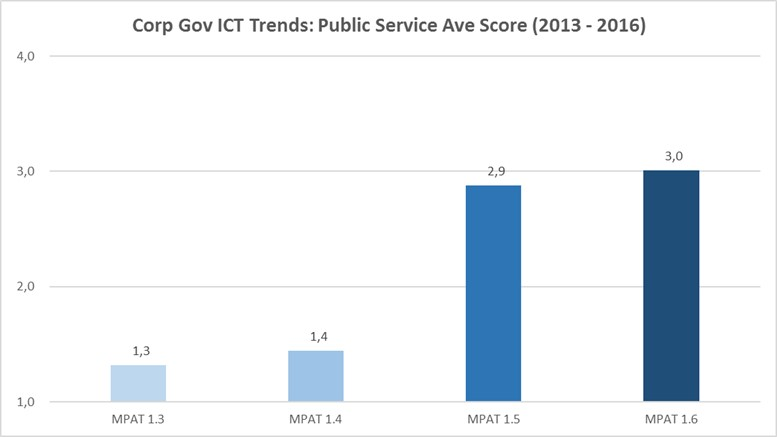 Corp Gov ICT Trends: Public Service Ave Score (2013 - 2016)
4,0
3,0
2,0
1,0
1,3
1,4
2,9
3,0
MPAT 1.3
MPAT 1.4
MPAT 1.5
MPAT 1.6